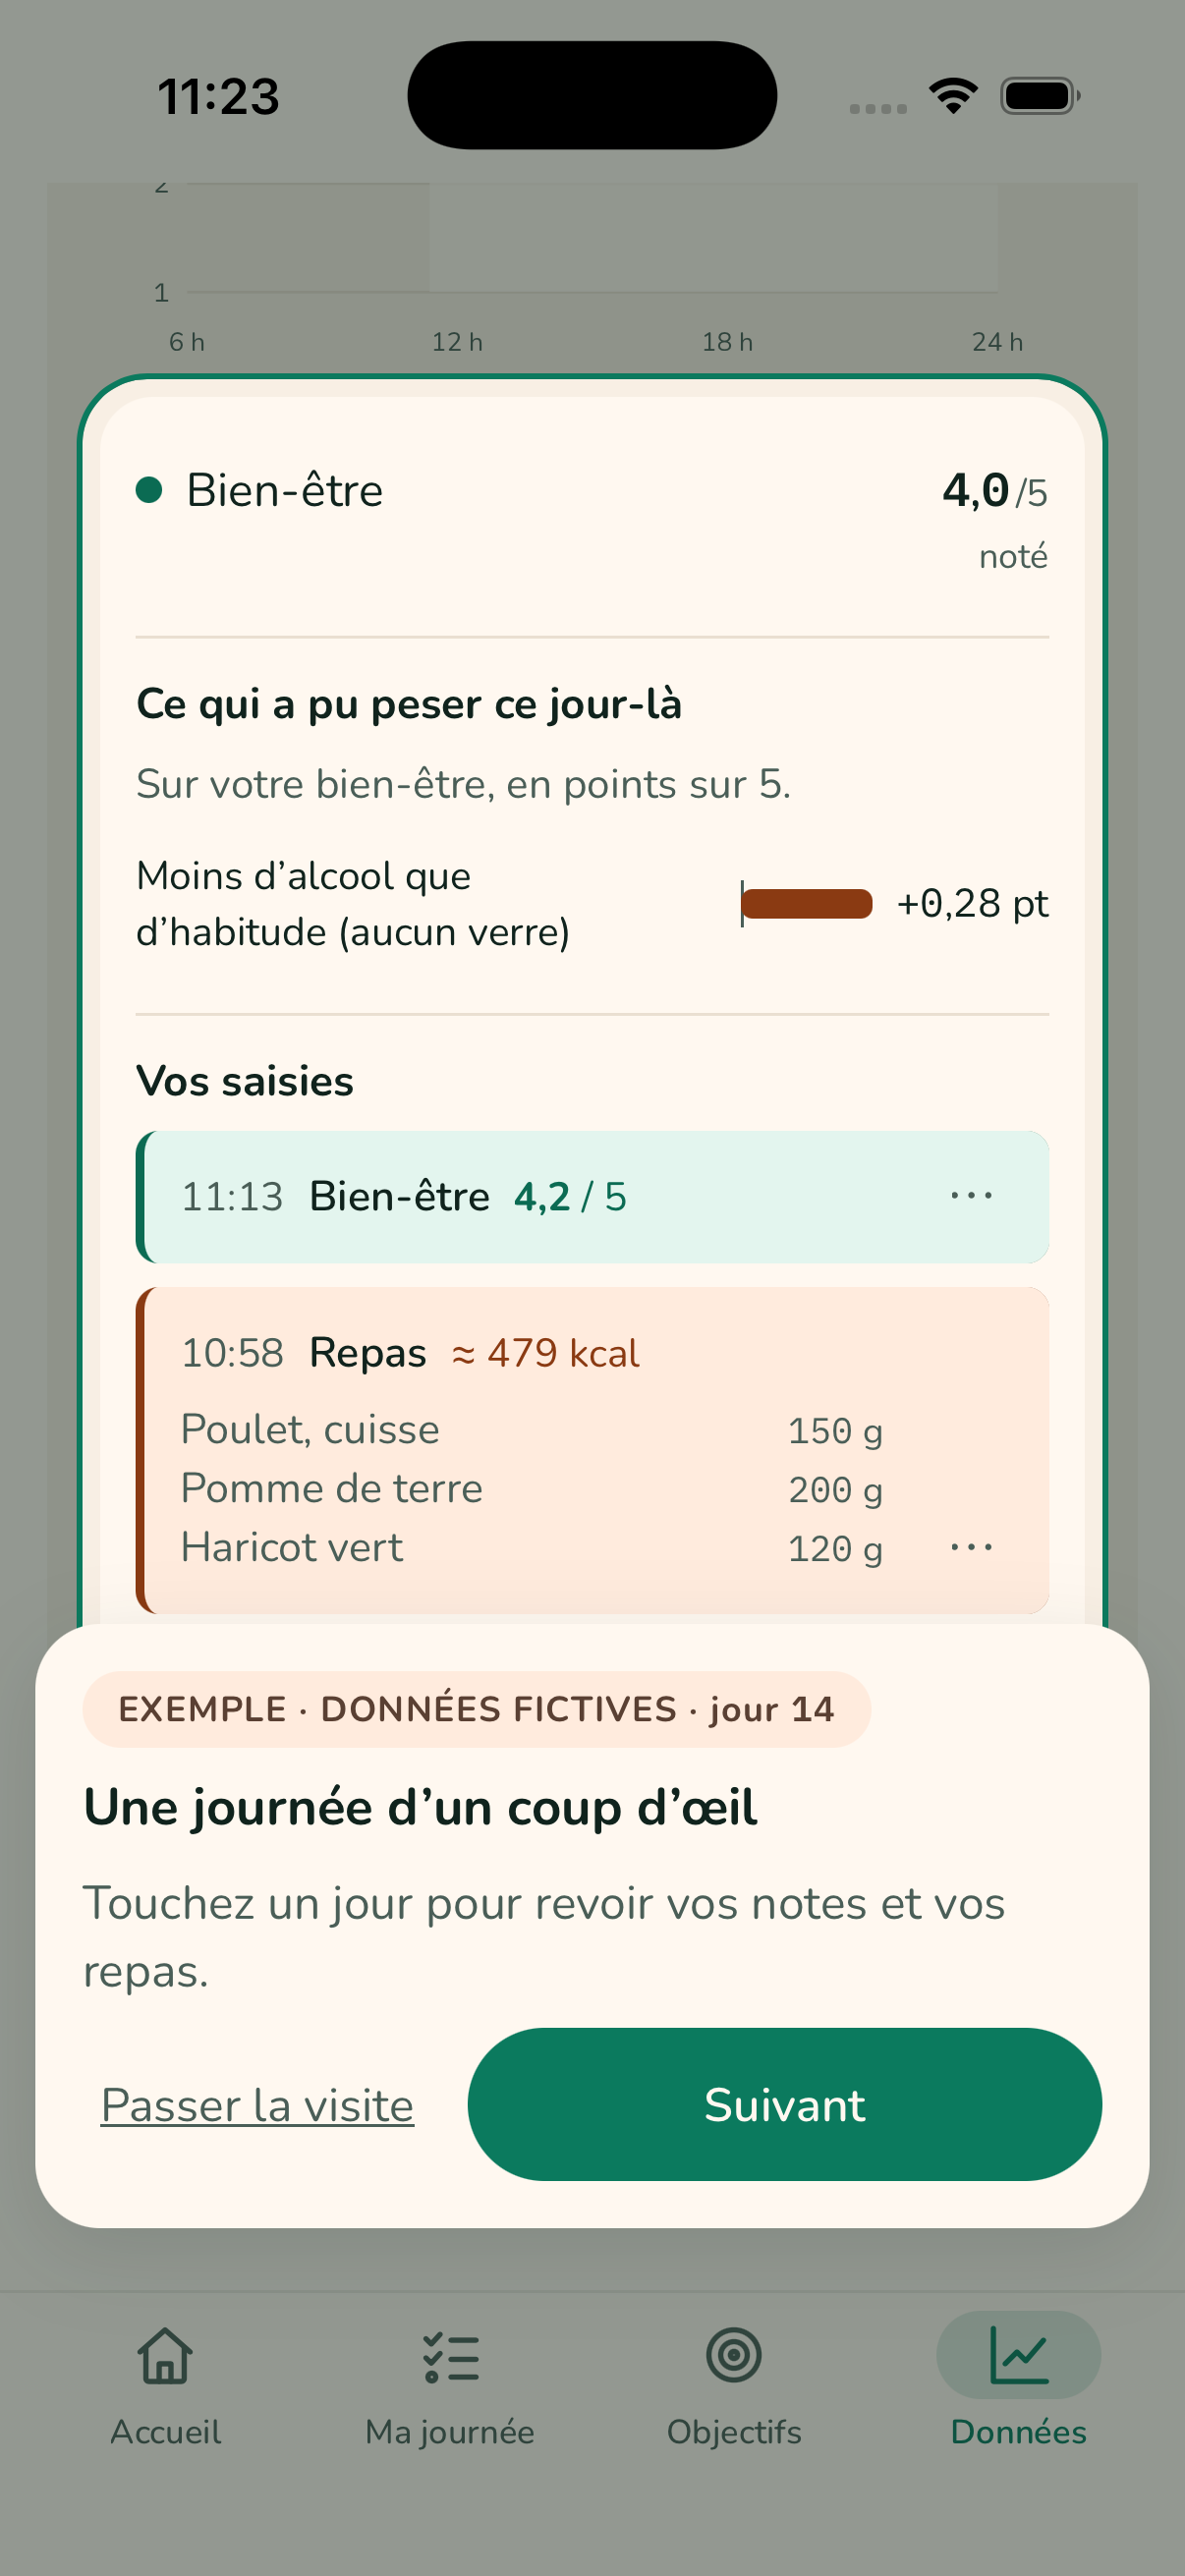 11:23
2
1
6 h 12 h 18 h 24 h
Bien-être 4,0 /5
noté
Ce qui a pu peser ce jour-là
Sur votre bien-être, en points sur 5.
Moins d’alcool que
d’habitude (aucun verre) +0,28 pt
Vos saisies
11:13 Bien-être 4,2 / 5 ...
10:58 Repas ≈ 479 kcal
Poulet, cuisse 150 g
Pomme de terre 200 g
Haricot vert 120 g ...
EXEMPLE · DONNÉES FICTIVES · jour 14
Une journée d’un coup d’œil
Touchez un jour pour revoir vos notes et vos
repas.
Passer la visite Suivant
Accueil Ma journée Objectifs Données